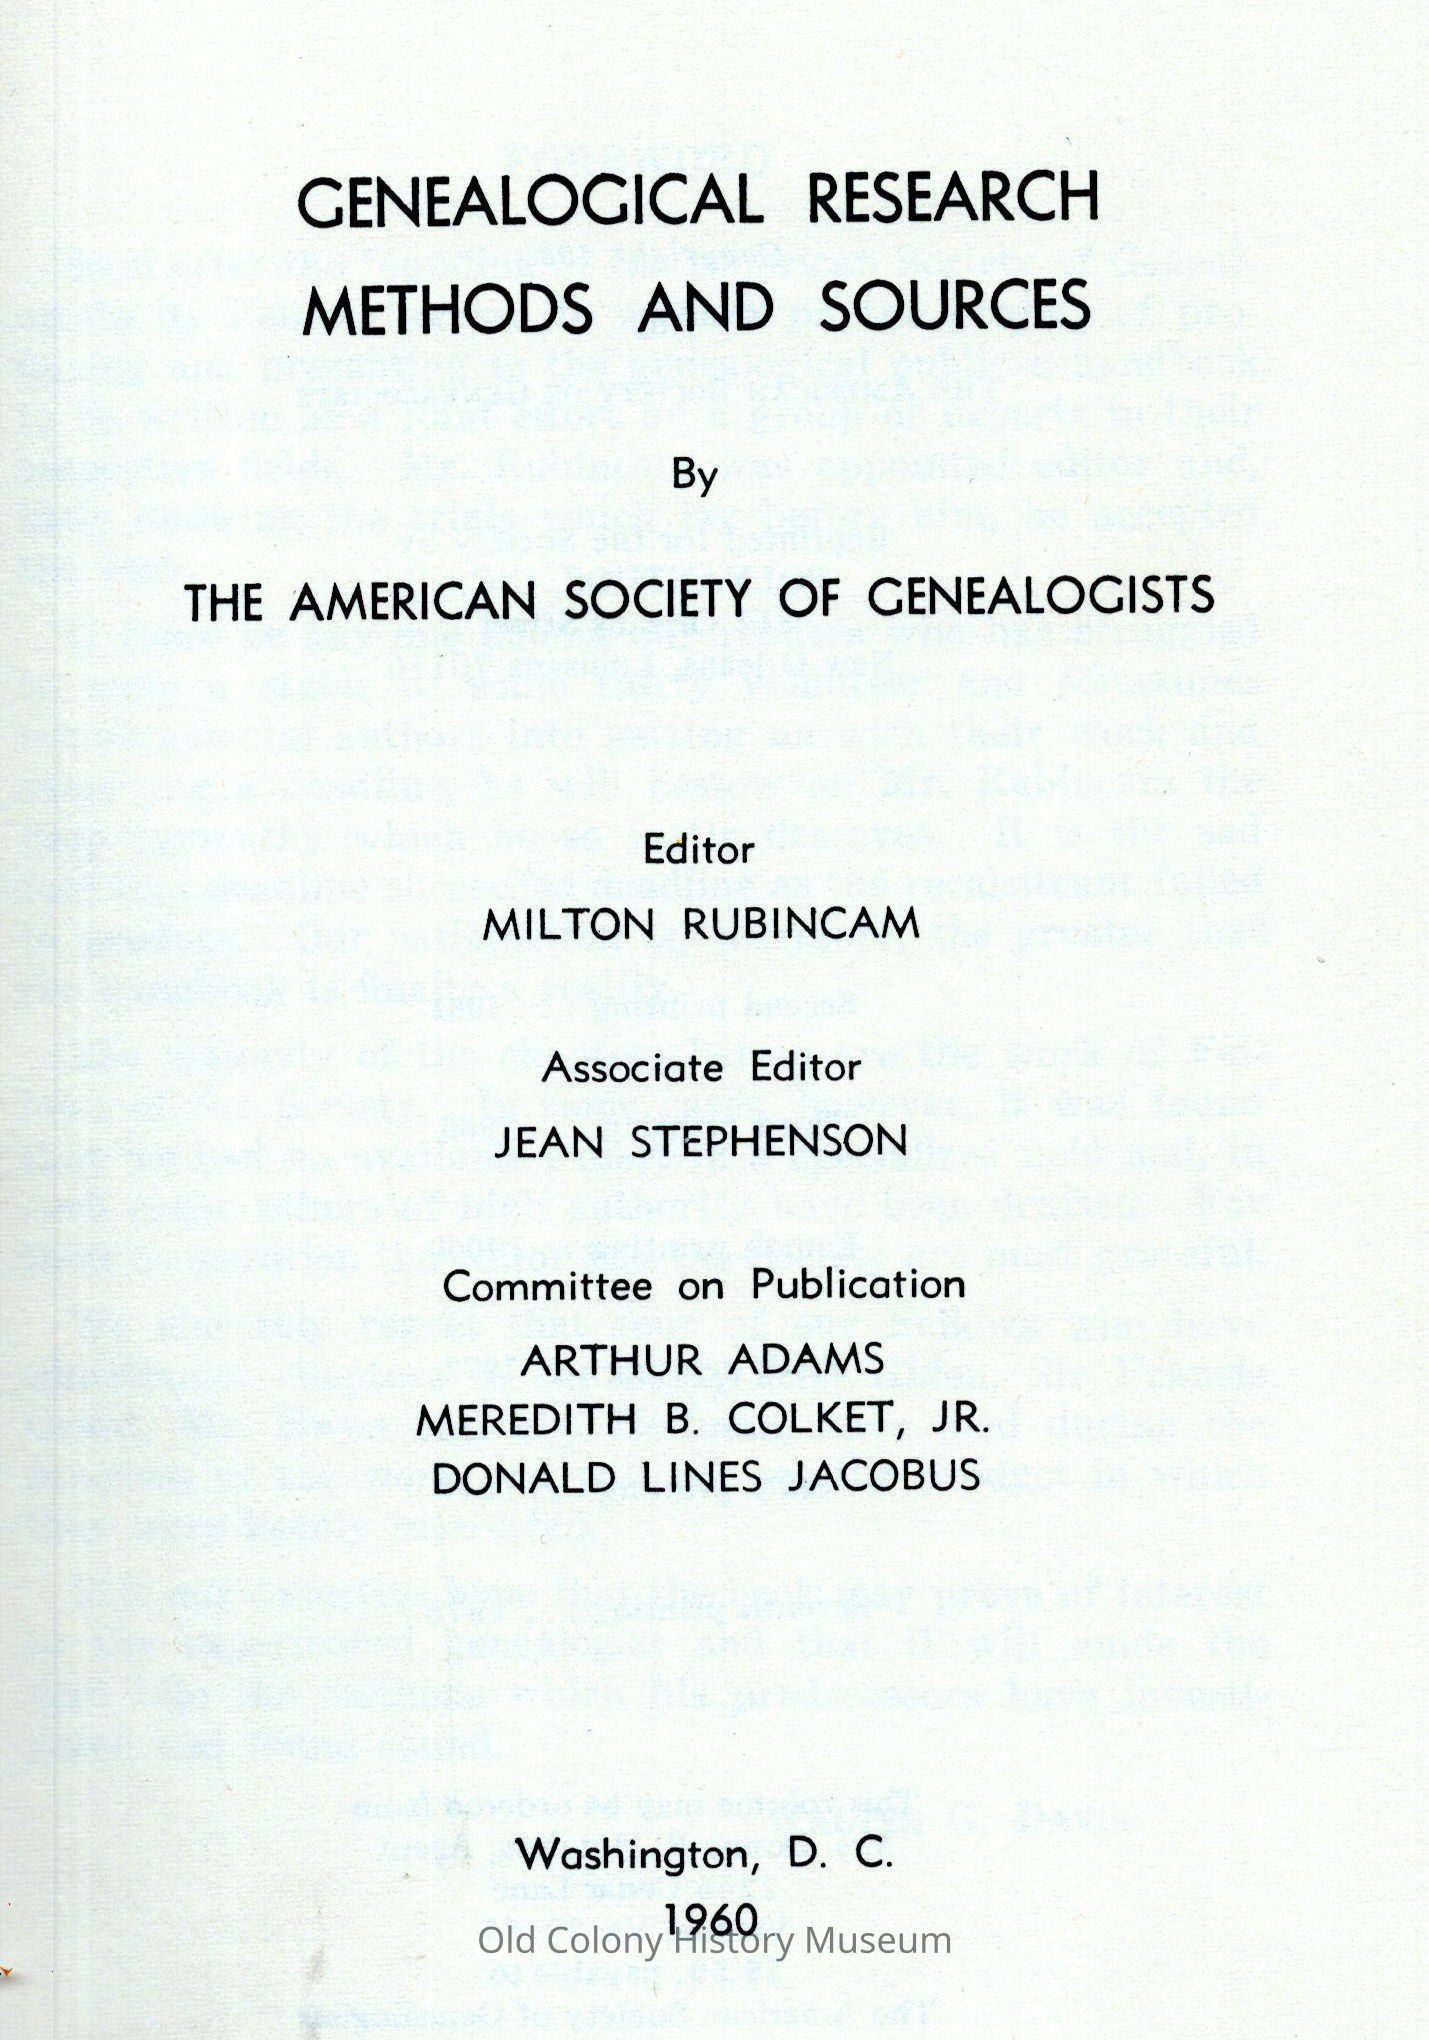 GENEALOGICAL RESEARCH
METHODS AND SOURCES
By
THE AMERICAN SOCIETY OF GENEALOGISTS
Editor
MILTON RUBINCAM
Associate Editor
JEAN STEPHENSON
Committee on Publication
ARTHUR ADAMS
MEREDITH B. COLKET, JR.
DONALD LINES JACOBUS
Washington, D. C.
1960
Old Colony History Museum